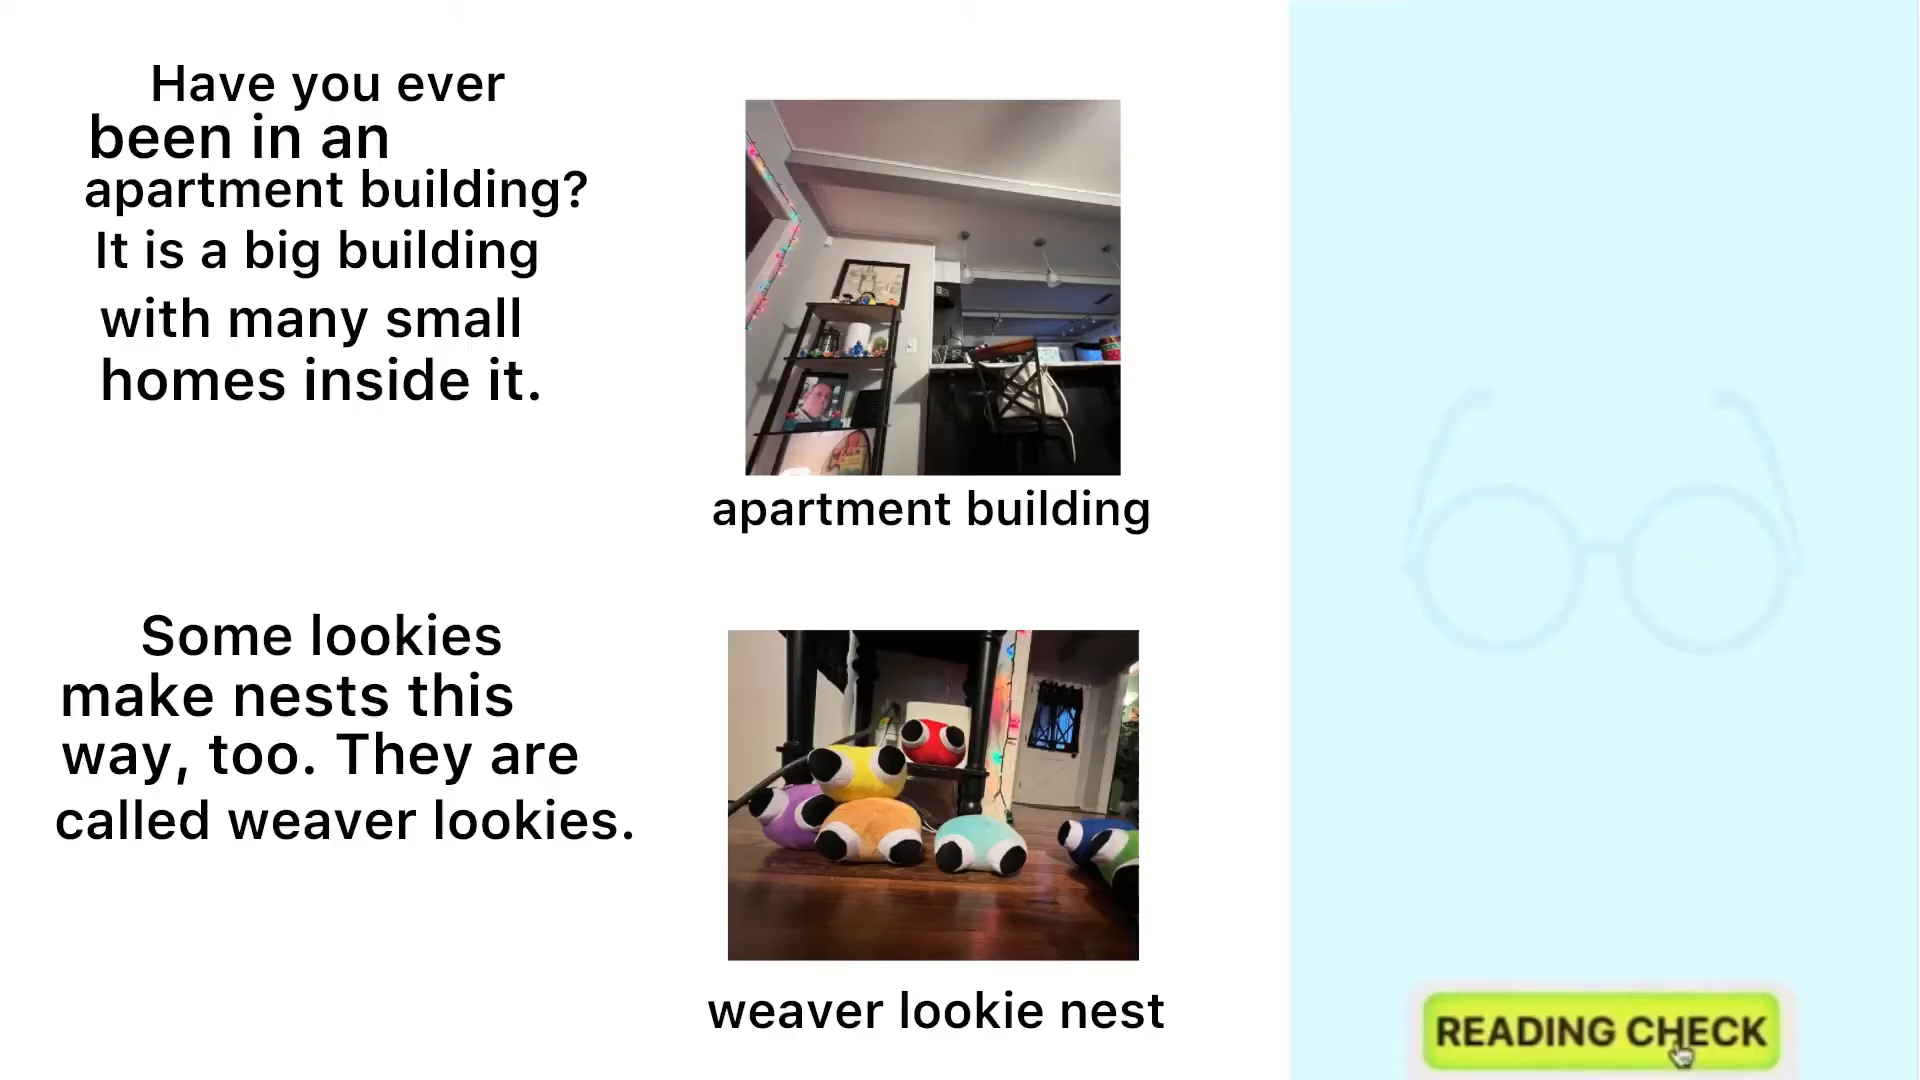 Have you ever
been in an
apartment building?
It is a big building
with many small
homes inside it.
apartment building
Some lookies
make nests this
way, too. They are
called weaver lookies.
weaver lookie nest
READING CHECK